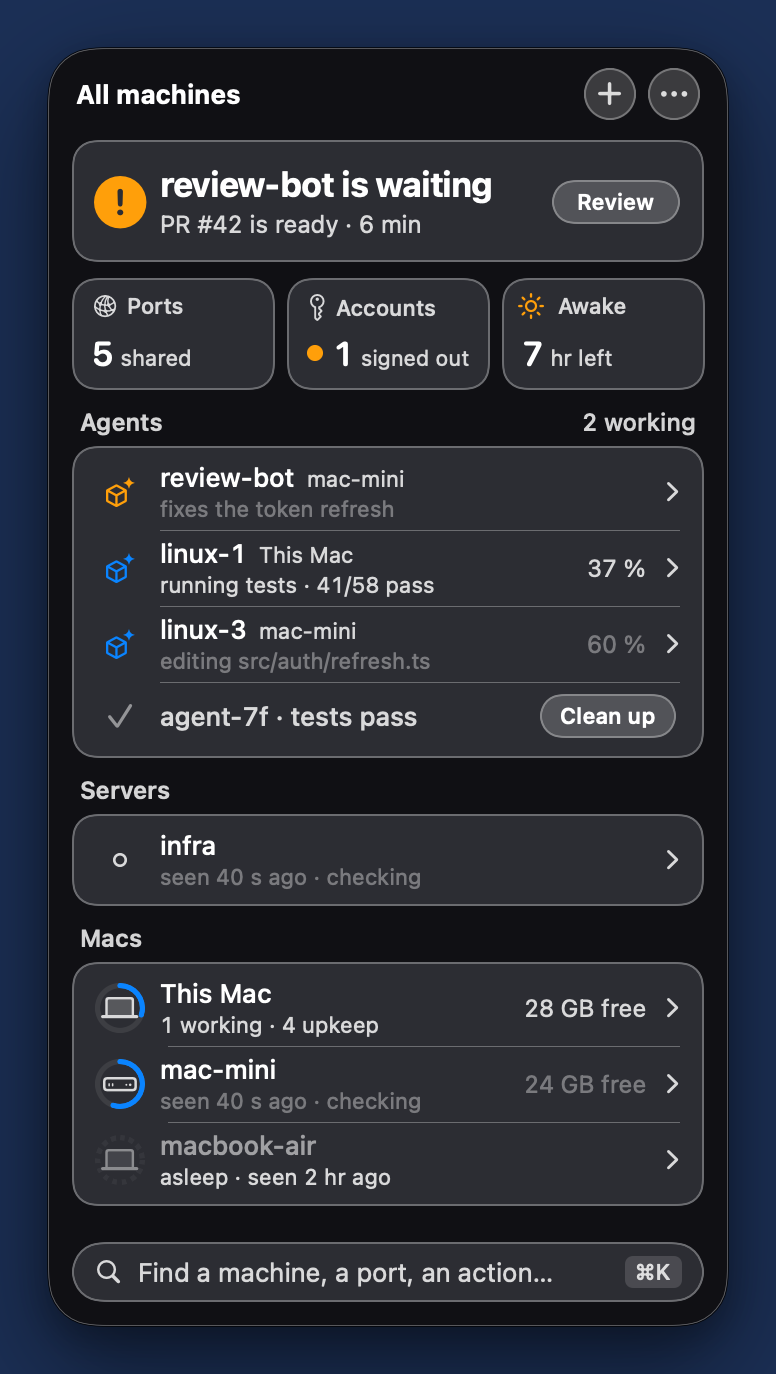 All machines
review-bot is waiting
PR #42 is ready · 6 min
Review
Ports
5 shared
Accounts
1 signed out
Awake
7 hr left
Agents
2 working
review-bot mac-mini
fixes the token refresh
linux-1 This Mac
running tests · 41/58 pass
37 %
linux-3 mac-mini
editing src/auth/refresh.ts
60 %
agent-7f · tests pass
Clean up
Servers
infra
seen 40 s ago · checking
Macs
This Mac
1 working · 4 upkeep
28 GB free
mac-mini
seen 40 s ago · checking
24 GB free
macbook-air
asleep · seen 2 hr ago
Find a machine, a port, an action...
⌘K